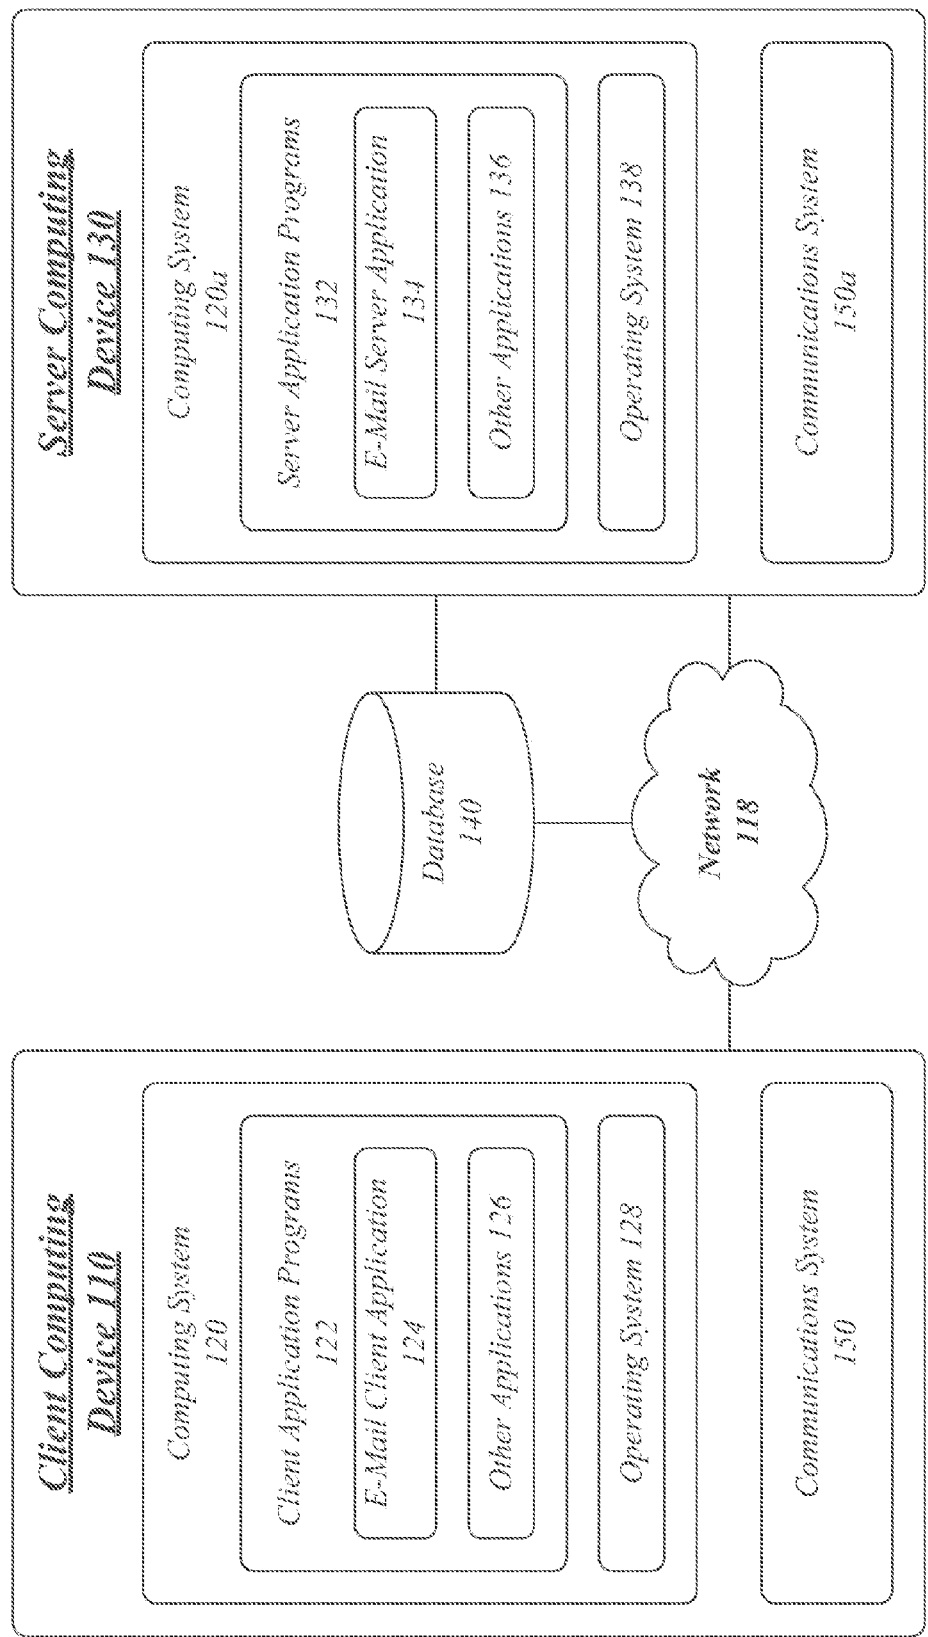 Client Computing
Device 110
Computing System
120
Client Application Programs
122
E-Mail Client Application
124
Other Applications 126
Operating System 128
Communications System
150
Database
140
Network
118
Server Computing
Device 130
Computing System
120a
Server Application Programs
132
E-Mail Server Application
134
Other Applications 136
Operating System 138
Communications System
150a